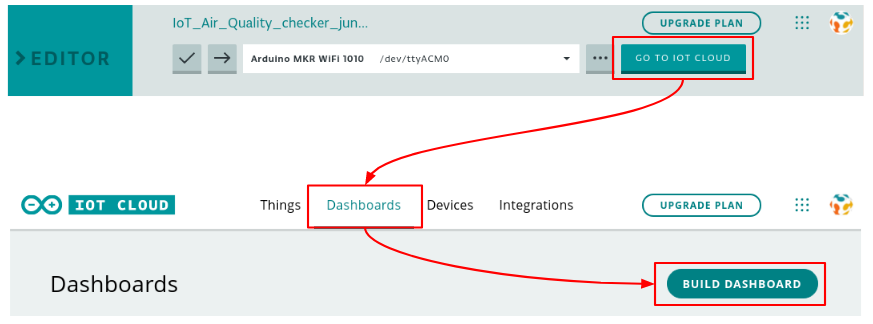 IoT_Air_Quality_checker_jun...
UPGRADE PLAN
EDITOR
Arduino MKR WiFi 1010 /dev/ttyACM0
GO TO IOT CLOUD
IOT CLOUD
Things Dashboards Devices Integrations
UPGRADE PLAN
Dashboards
BUILD DASHBOARD